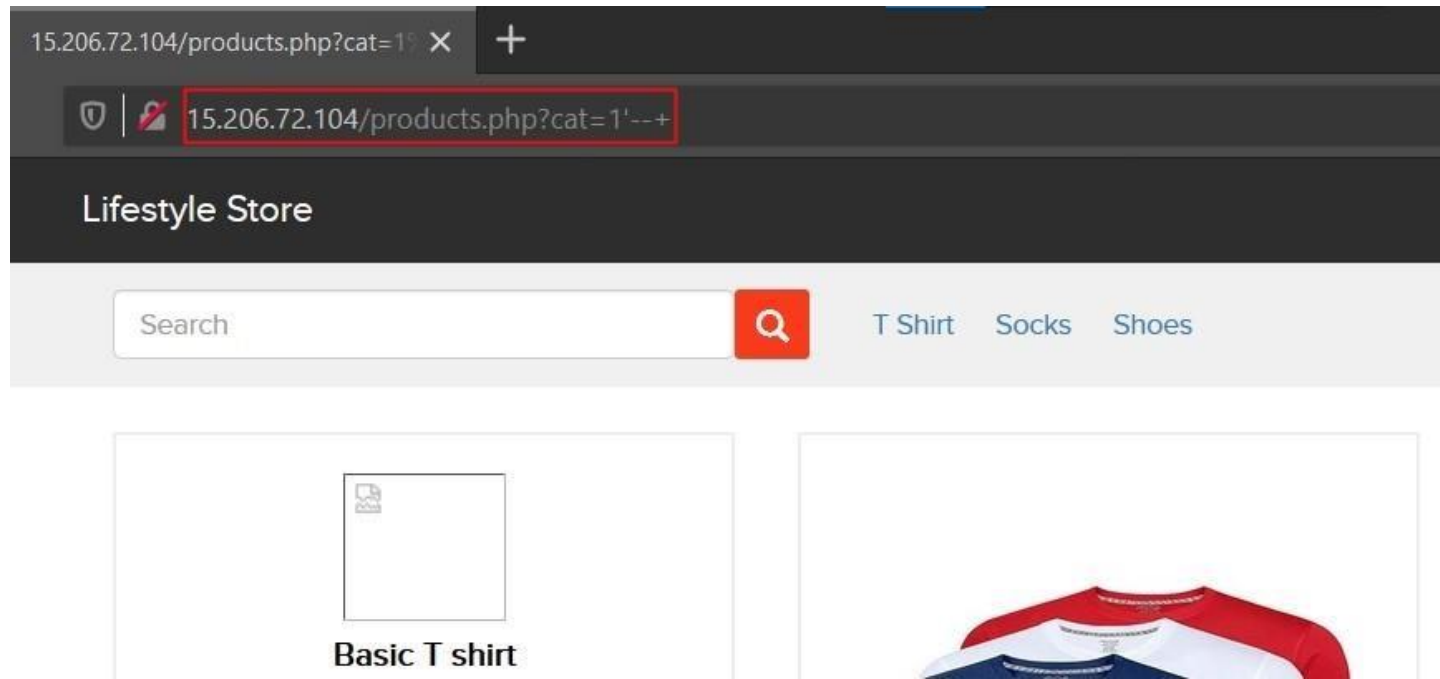 15.206.72.104/products.php?cat=1%
15.206.72.104/products.php?cat=1'--+
Lifestyle Store
Search
T Shirt Socks Shoes
Basic T shirt